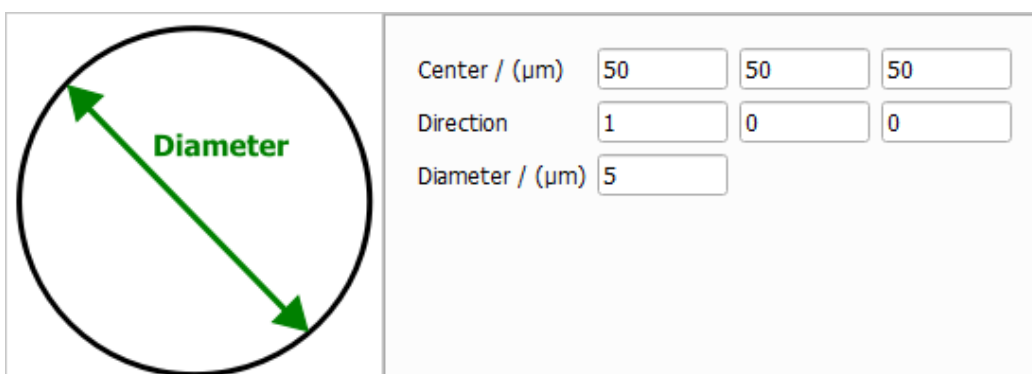 Diameter
Center / (µm) 50 50 50
Direction 1 0 0
Diameter / (µm) 5